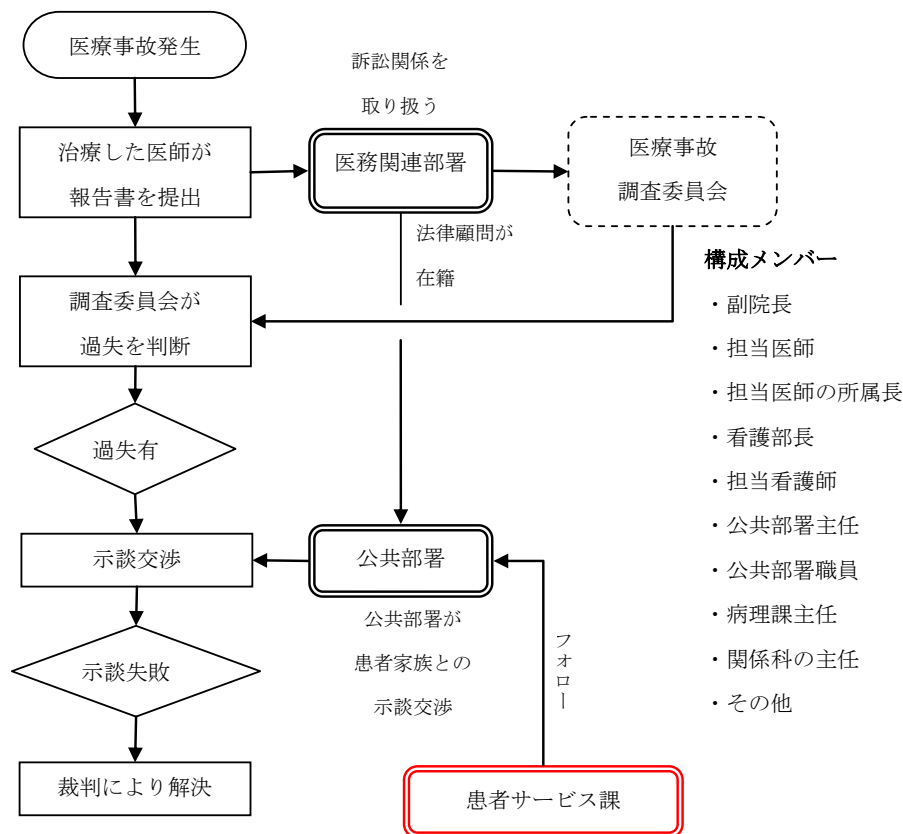 医療事故発生
訴訟関係を
取り扱う
治療した医師が
報告書を提出
医務関連部署
医療事故
調査委員会
法律顧問が
在籍
構成メンバー
・副院長
・担当医師
・担当医師の所属長
・看護部長
・担当看護師
・公共部署主任
・公共部署職員
・病理課主任
・関係科の主任
・その他
調査委員会が
過失を判断
過失有
示談交渉
公共部署
公共部署が
患者家族との
示談交渉
フォロー
示談失敗
裁判により解決
患者サービス課